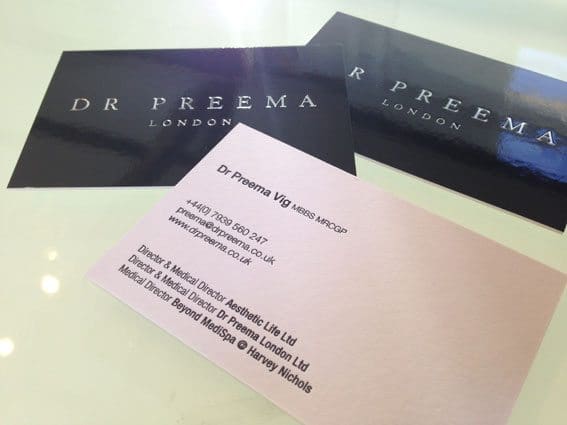 DR PREEMA
LONDON
R PREEMA
LONDON
Dr Preema Vig MBBS MRCGP
+44(0) 7939 560 247
preema@drpreema.co.uk
www.drpreema.co.uk
Director & Medical Director Aesthetic Life Ltd
Director & Medical Director Dr Preema London Ltd
Medical Director Beyond MediSpa @ Harvey Nichols